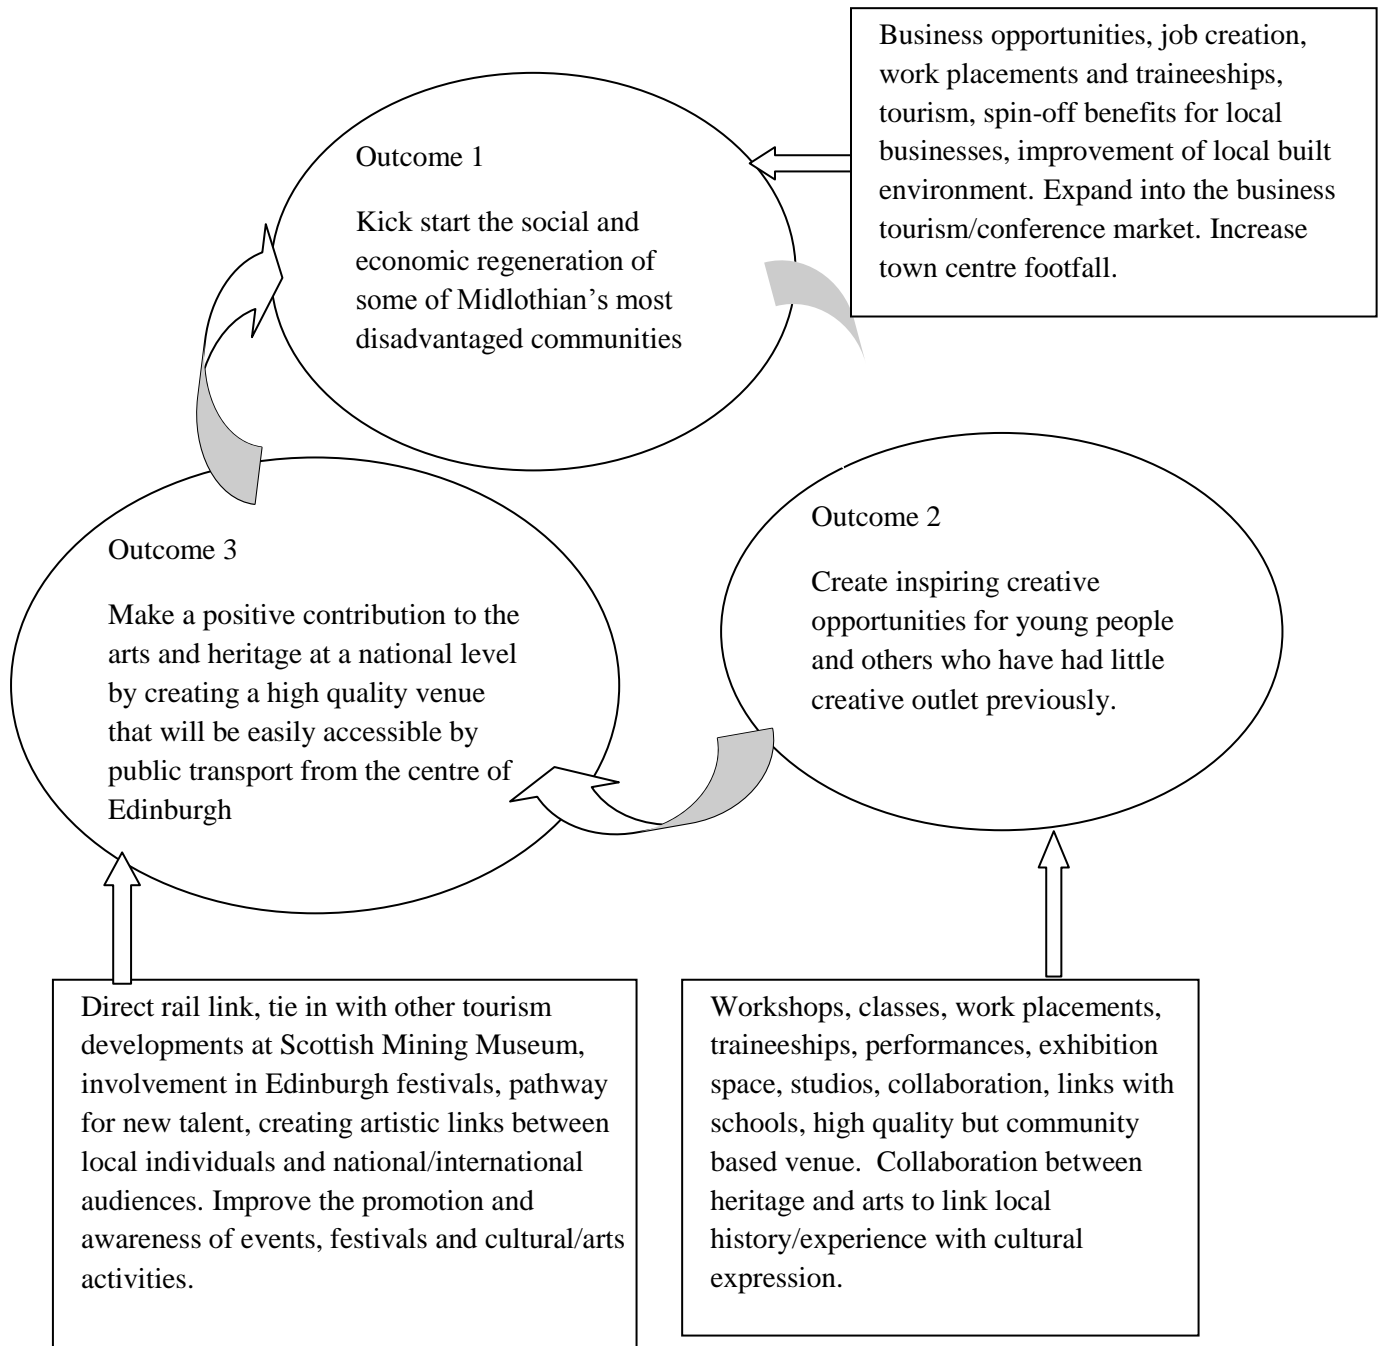 Business opportunities, job creation,
work placements and traineeships,
tourism, spin-off benefits for local
businesses, improvement of local built
environment. Expand into the business
tourism/conference market. Increase
town centre footfall.
Outcome 1
Kick start the social and
economic regeneration of
some of Midlothian’s most
disadvantaged communities
Outcome 2
Create inspiring creative
opportunities for young people
and others who have had little
creative outlet previously.
Outcome 3
Make a positive contribution to the
arts and heritage at a national level
by creating a high quality venue
that will be easily accessible by
public transport from the centre of
Edinburgh
Direct rail link, tie in with other tourism
developments at Scottish Mining Museum,
involvement in Edinburgh festivals, pathway
for new talent, creating artistic links between
local individuals and national/international
audiences. Improve the promotion and
awareness of events, festivals and cultural/arts
activities.
Workshops, classes, work placements,
traineeships, performances, exhibition
space, studios, collaboration, links with
schools, high quality but community
based venue.  Collaboration between
heritage and arts to link local
history/experience with cultural
expression.